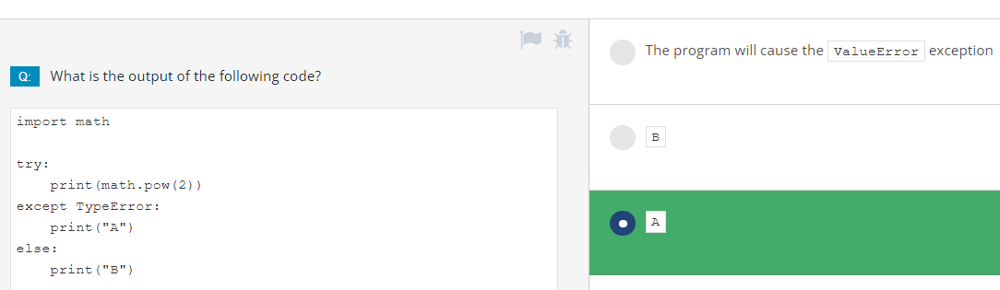 Q: What is the output of the following code?
import math
try:
    print(math.pow(2))
except TypeError:
    print("A")
else:
    print("B")
The program will cause the ValueError exception
B
A